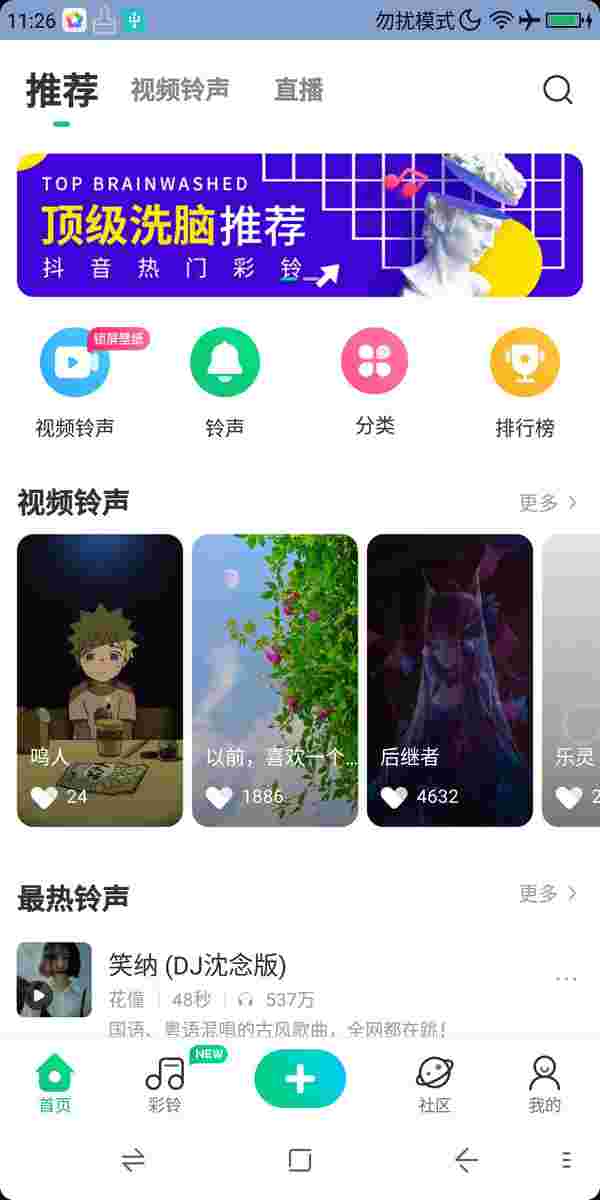 11:26
勿扰模式
推荐 视频铃声 直播
TOP BRAINWASHED
顶级洗脑推荐
抖音热门彩铃
锁屏壁纸
视频铃声 铃声 分类 排行榜
视频铃声 更多
鸣人 以前，喜欢一个... 后继者 乐灵
24 1886 4632 2
最热铃声 更多
笑纳 (DJ沈念版)
花僮 48秒 537万
国语、粤语混唱的古风歌曲，全网都在跳！
NEW
首页 彩铃 社区 我的